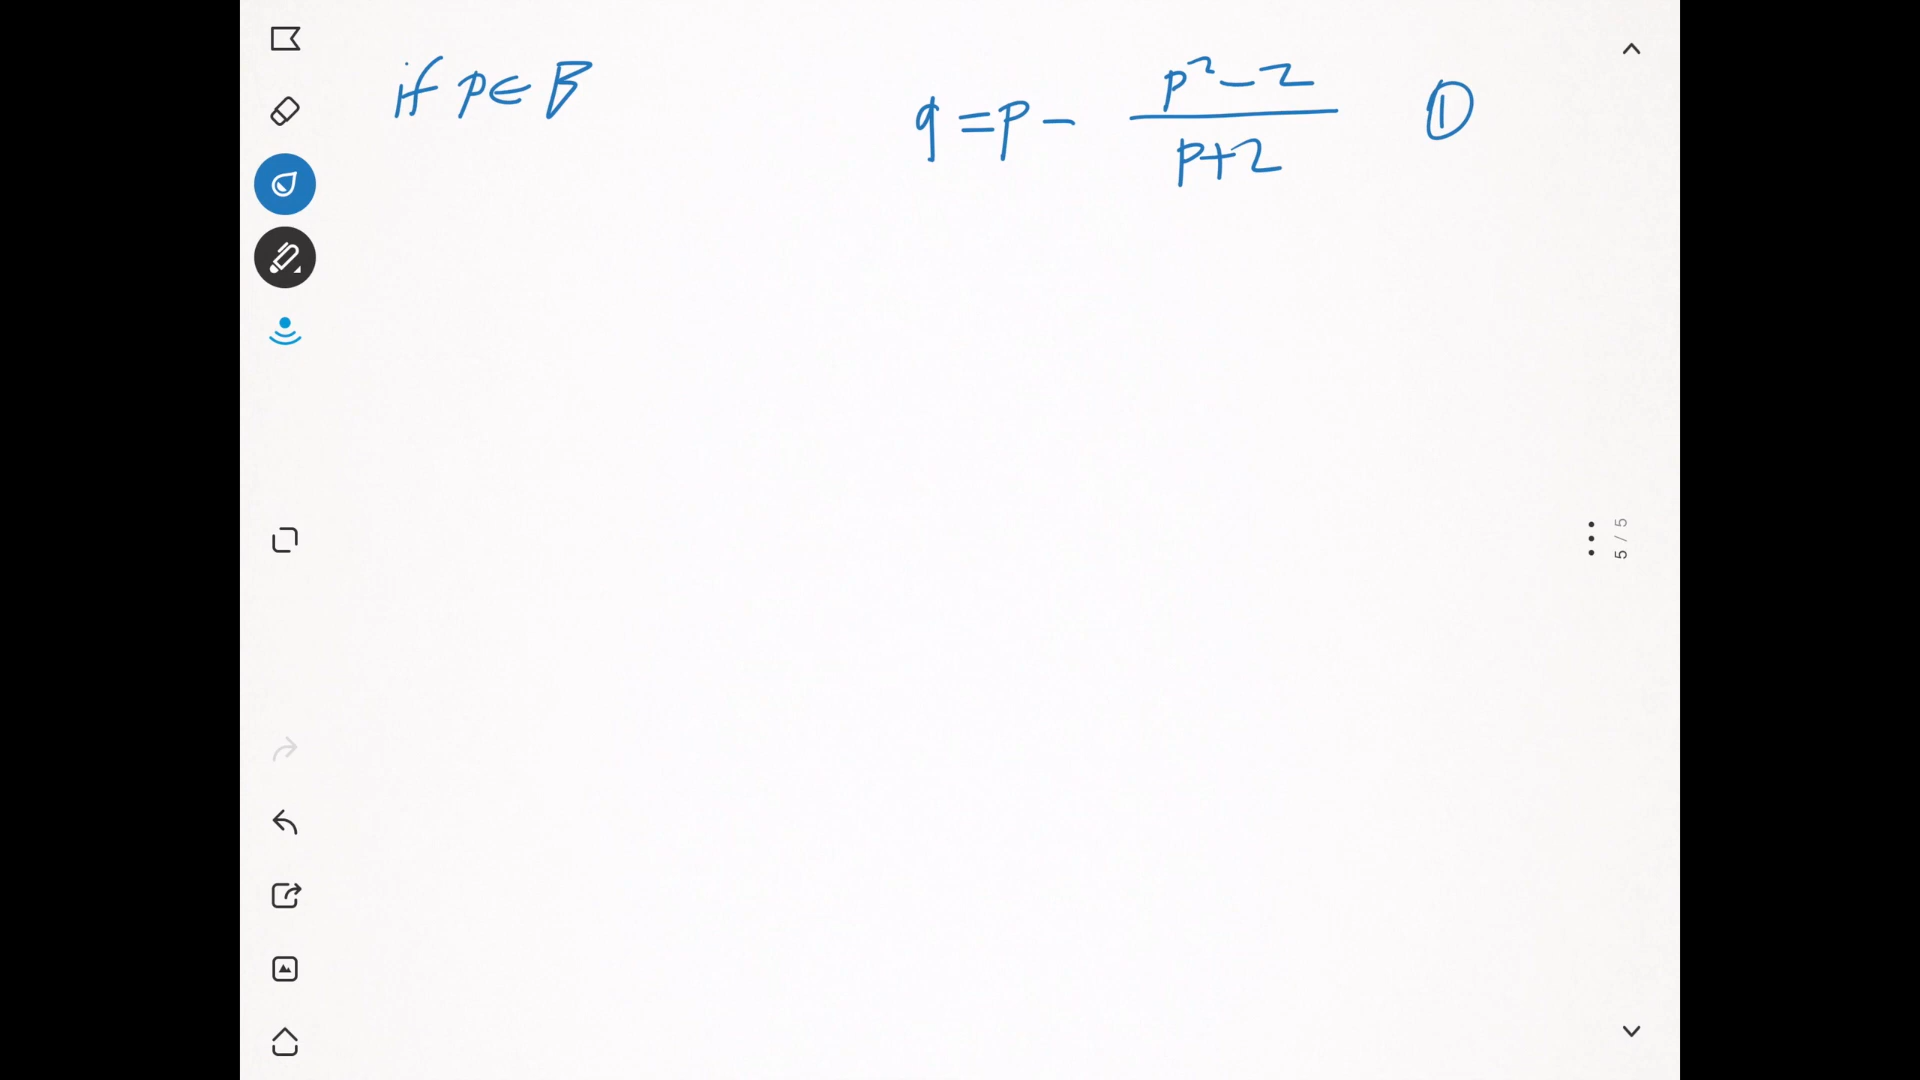 if p∈B
q = p - (p² - 2)/(p + 2) ①
5 / 5